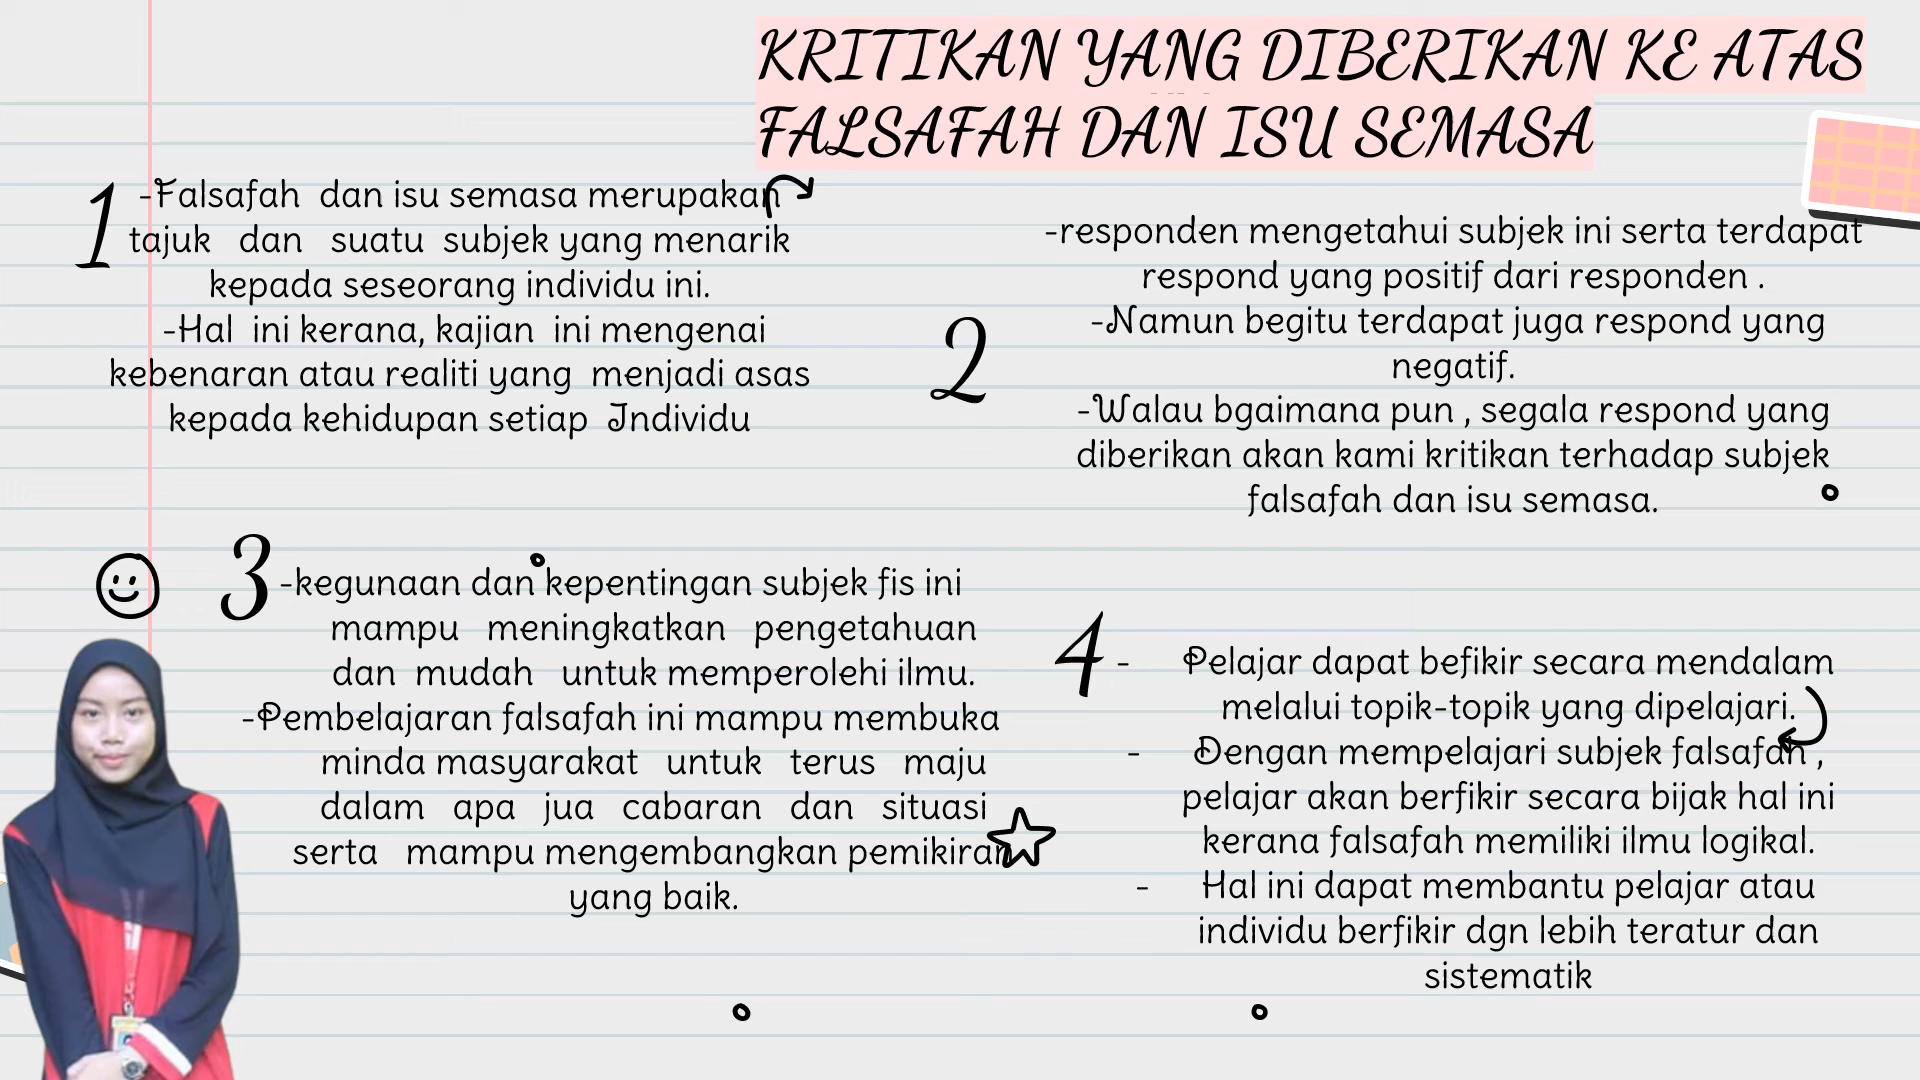 KRITIKAN YANG DIBERIKAN KE ATAS
FALSAFAH DAN ISU SEMASA
1
-Falsafah dan isu semasa merupakan
tajuk dan suatu subjek yang menarik
kepada seseorang individu ini.
-Hal ini kerana, kajian ini mengenai
kebenaran atau realiti yang menjadi asas
kepada kehidupan setiap Individu
2
-responden mengetahui subjek ini serta terdapat
respond yang positif dari responden .
-Namun begitu terdapat juga respond yang
negatif.
-Walau bgaimana pun , segala respond yang
diberikan akan kami kritikan terhadap subjek
falsafah dan isu semasa.
3
-kegunaan dan kepentingan subjek fis ini
mampu meningkatkan pengetahuan
dan mudah untuk memperolehi ilmu.
-Pembelajaran falsafah ini mampu membuka
minda masyarakat untuk terus maju
dalam apa jua cabaran dan situasi
serta mampu mengembangkan pemikiran
yang baik.
4
- Pelajar dapat befikir secara mendalam
melalui topik-topik yang dipelajari.
- Dengan mempelajari subjek falsafah ,
pelajar akan berfikir secara bijak hal ini
kerana falsafah memiliki ilmu logikal.
- Hal ini dapat membantu pelajar atau
individu berfikir dgn lebih teratur dan
sistematik